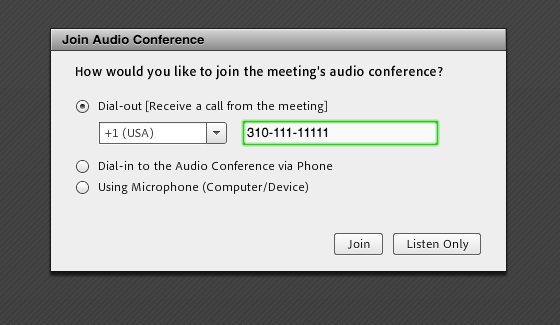 Join Audio Conference
How would you like to join the meeting's audio conference?
Dial-out [Receive a call from the meeting]
+1 (USA) 310-111-11111
Dial-in to the Audio Conference via Phone
Using Microphone (Computer/Device)
Join Listen Only